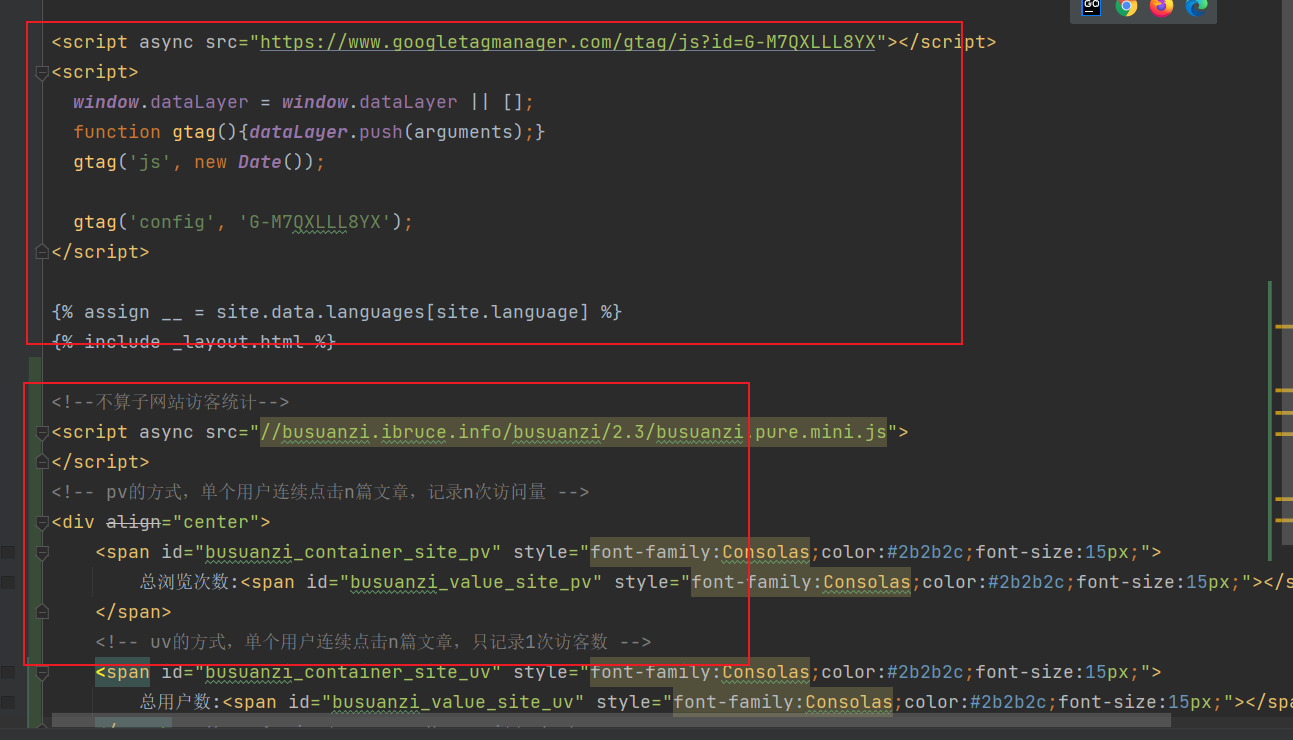 GO
<script async src="https://www.googletagmanager.com/gtag/js?id=G-M7QXLLL8YX"></script>
<script>
window.dataLayer = window.dataLayer || [];
function gtag(){dataLayer.push(arguments);}
gtag('js', new Date());
gtag('config', 'G-M7QXLLL8YX');
</script>
{% assign __ = site.data.languages[site.language] %}
{% include _layout.html %}
<!--不算子网站访客统计-->
<script async src="//busuanzi.ibruce.info/busuanzi/2.3/busuanzi.pure.mini.js">
</script>
<!-- pv的方式，单个用户连续点击n篇文章，记录n次访问量 -->
<div align="center">
<span id="busuanzi_container_site_pv" style="font-family:Consolas;color:#2b2b2c;font-size:15px;">
总浏览次数:<span id="busuanzi_value_site_pv" style="font-family:Consolas;color:#2b2b2c;font-size:15px;"></s
</span>
<!-- uv的方式，单个用户连续点击n篇文章，只记录1次访客数 -->
<span id="busuanzi_container_site_uv" style="font-family:Consolas;color:#2b2b2c;font-size:15px;">
总用户数:<span id="busuanzi_value_site_uv" style="font-family:Consolas;color:#2b2b2c;font-size:15px;"></spa